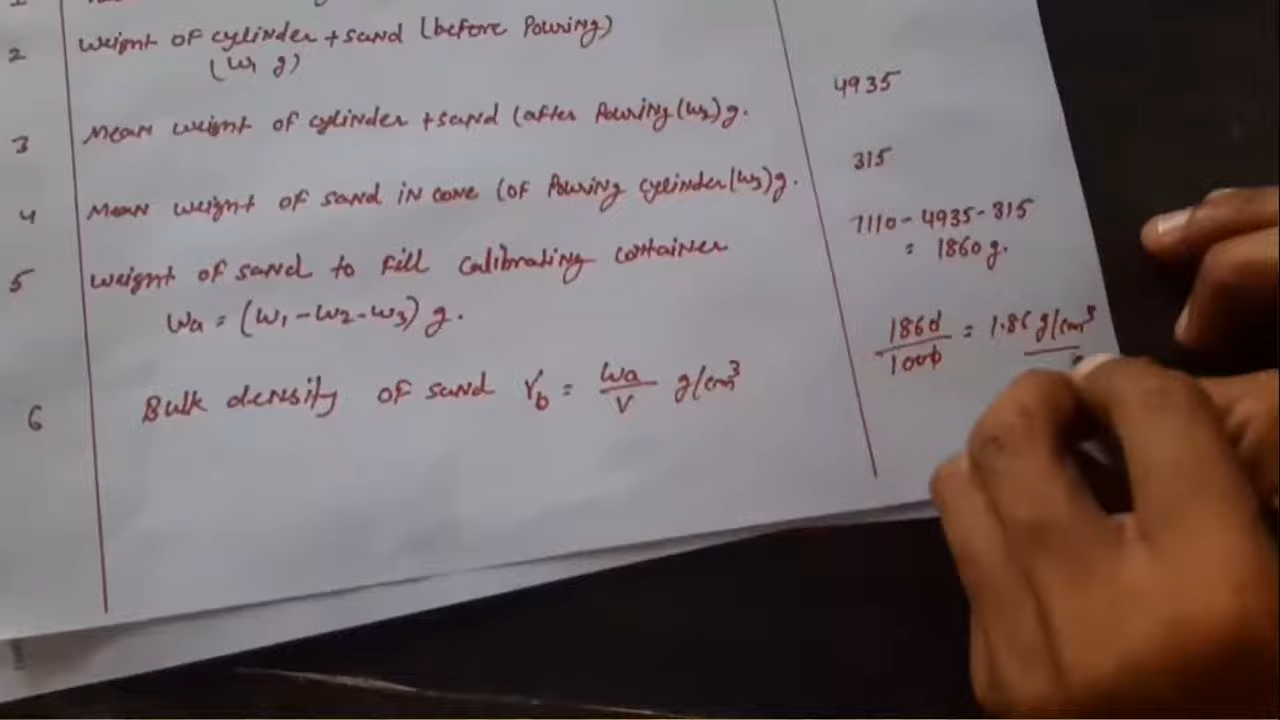 2 Weight of cylinder + sand (before Pouring)
(W1 g)
3 Mean weight of cylinder + sand (after Pouring (W2) g. 4935
4 Mean weight of sand in cone (of Pouring cylinder (W3) g. 315
5 Weight of sand to fill calibrating container 7110 - 4935 - 315
Wa = (W1 - W2 - W3) g. = 1860 g.
6 Bulk density of sand γb = Wa/V g/cm³ 1860/1000 = 1.86 g/cm³